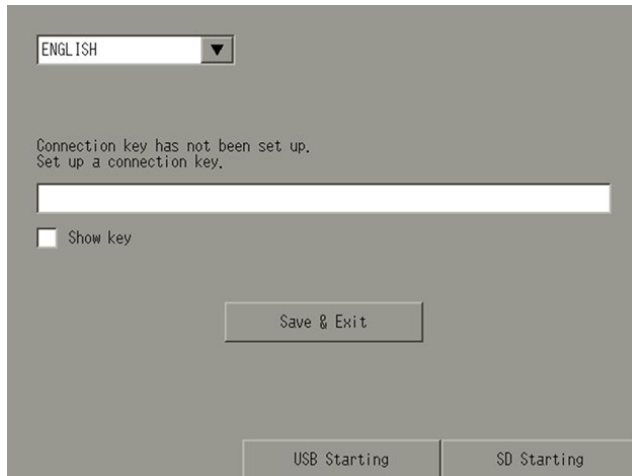 ENGLISH
Connection key has not been set up.
Set up a connection key.
Show key
Save & Exit
USB Starting
SD Starting